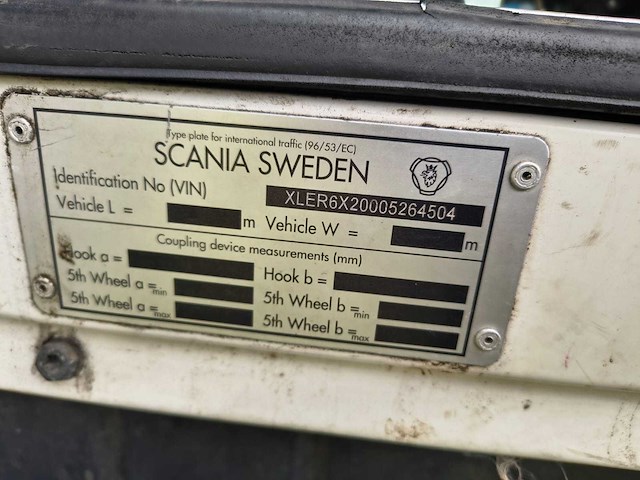 Type plate for international traffic (96/53/EC)
SCANIA SWEDEN
Identification No (VIN) XLER6X20005264504
Vehicle L = m Vehicle W = m
Coupling device measurements (mm)
Hook a = Hook b =
5th Wheel a = min 5th Wheel b = min
5th Wheel a = max 5th Wheel b = max